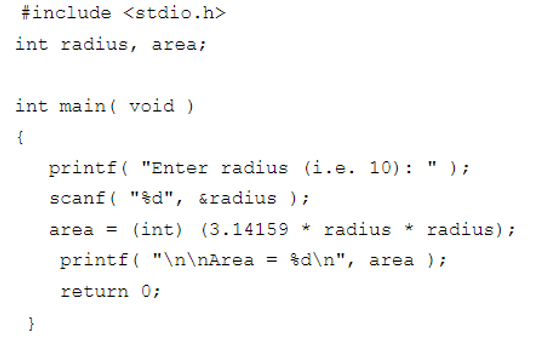 #include <stdio.h>
int radius, area;

int main( void )
{
printf( "Enter radius (i.e. 10): " );
scanf( "%d", &radius );
area = (int) (3.14159 * radius * radius);
printf( "\n\nArea = %d\n", area );
return 0;
}